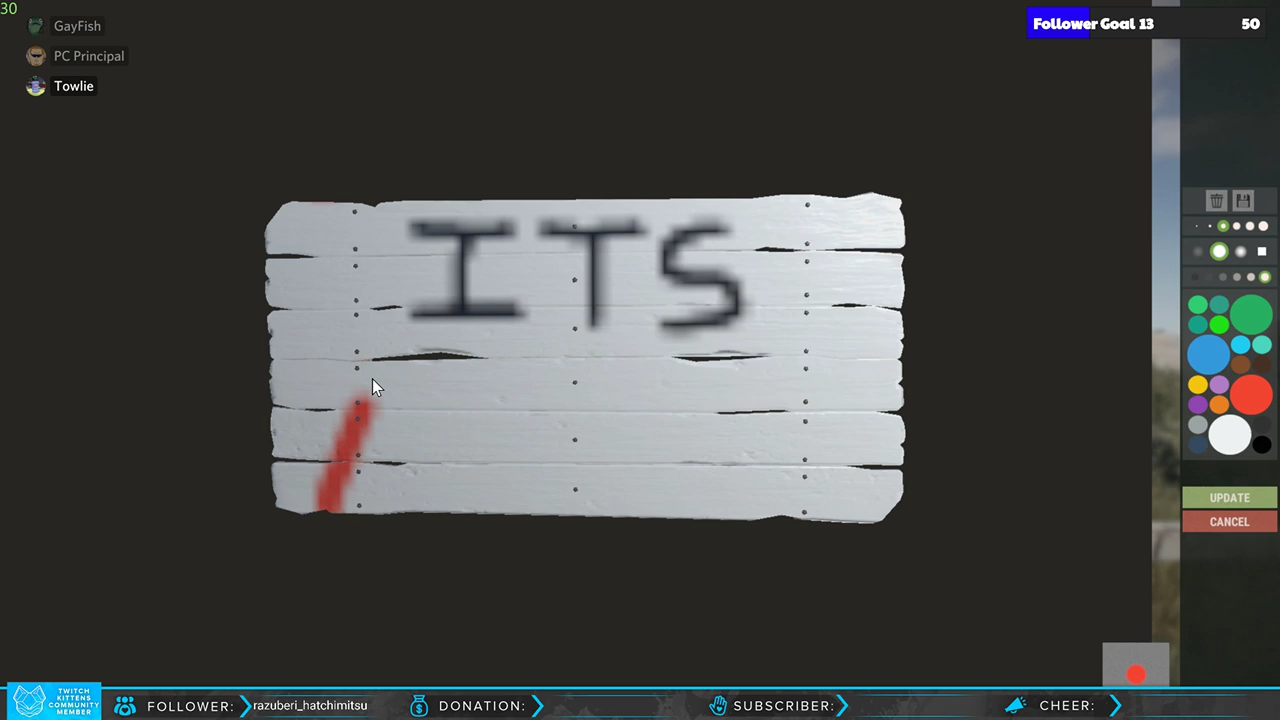 30
GayFish
PC Principal
Towlie
Follower Goal 13 50
ITS
UPDATE
CANCEL
TWITCH
KITTENS
COMMUNITY
MEMBER
FOLLOWER: razuberi_hatchimitsu
DONATION:
SUBSCRIBER:
CHEER: